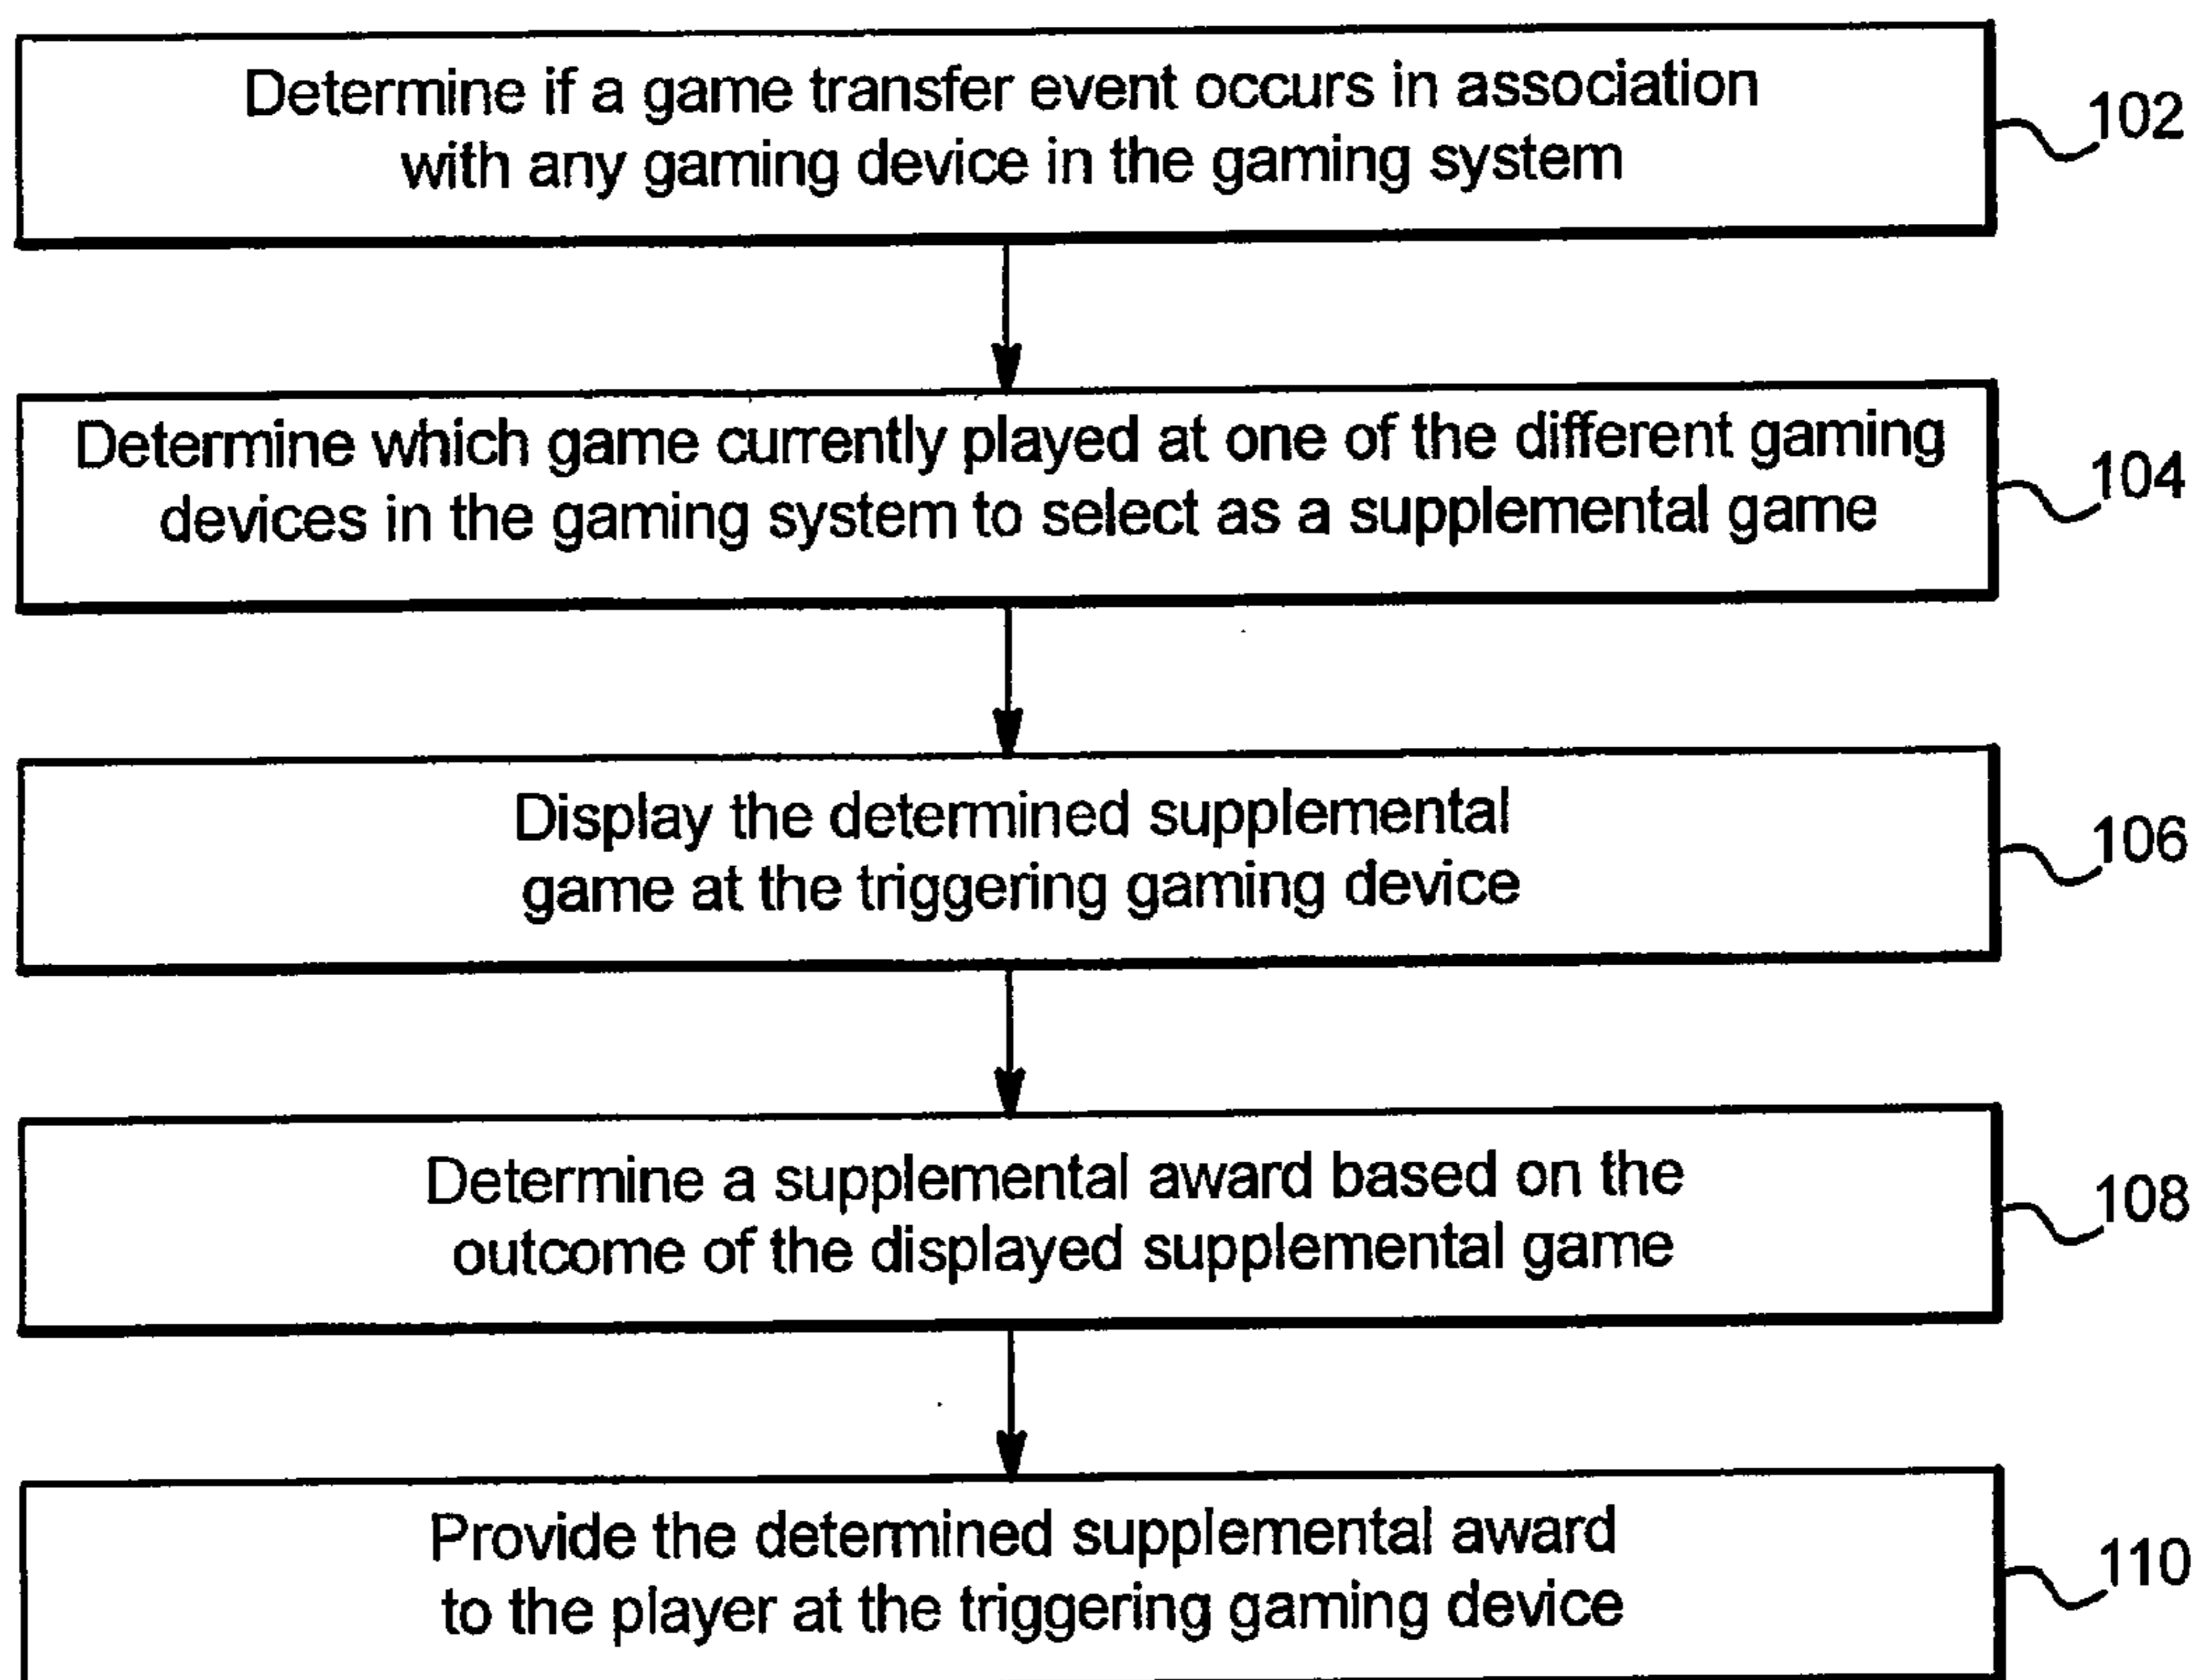 Determine if a game transfer event occurs in association
with any gaming device in the gaming system
102
Determine which game currently played at one of the different gaming
devices in the gaming system to select as a supplemental game
104
Display the determined supplemental
game at the triggering gaming device
106
Determine a supplemental award based on the
outcome of the displayed supplemental game
108
Provide the determined supplemental award
to the player at the triggering gaming device
110